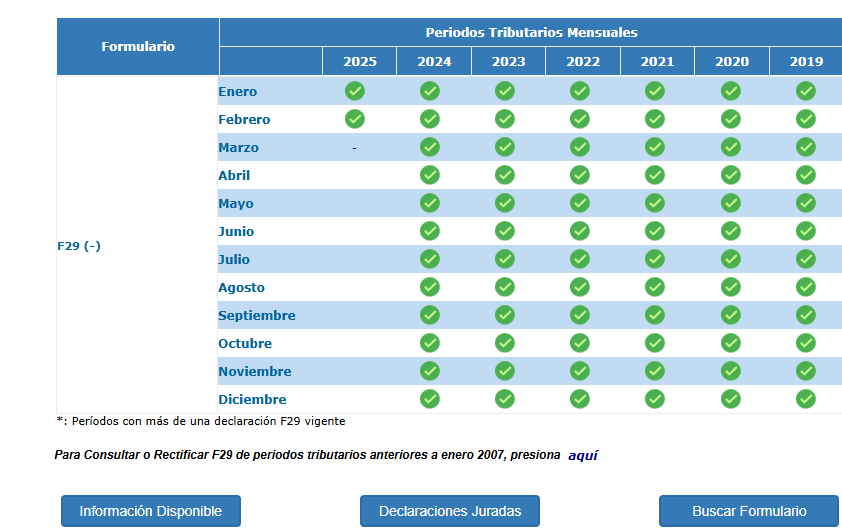 Formulario Periodos Tributarios Mensuales
2025 2024 2023 2022 2021 2020 2019
Enero
Febrero
Marzo -
Abril
Mayo
Junio
F29 (-)
Julio
Agosto
Septiembre
Octubre
Noviembre
Diciembre
*: Períodos con más de una declaración F29 vigente
Para Consultar o Rectificar F29 de periodos tributarios anteriores a enero 2007, presiona aquí
Información Disponible Declaraciones Juradas Buscar Formulario